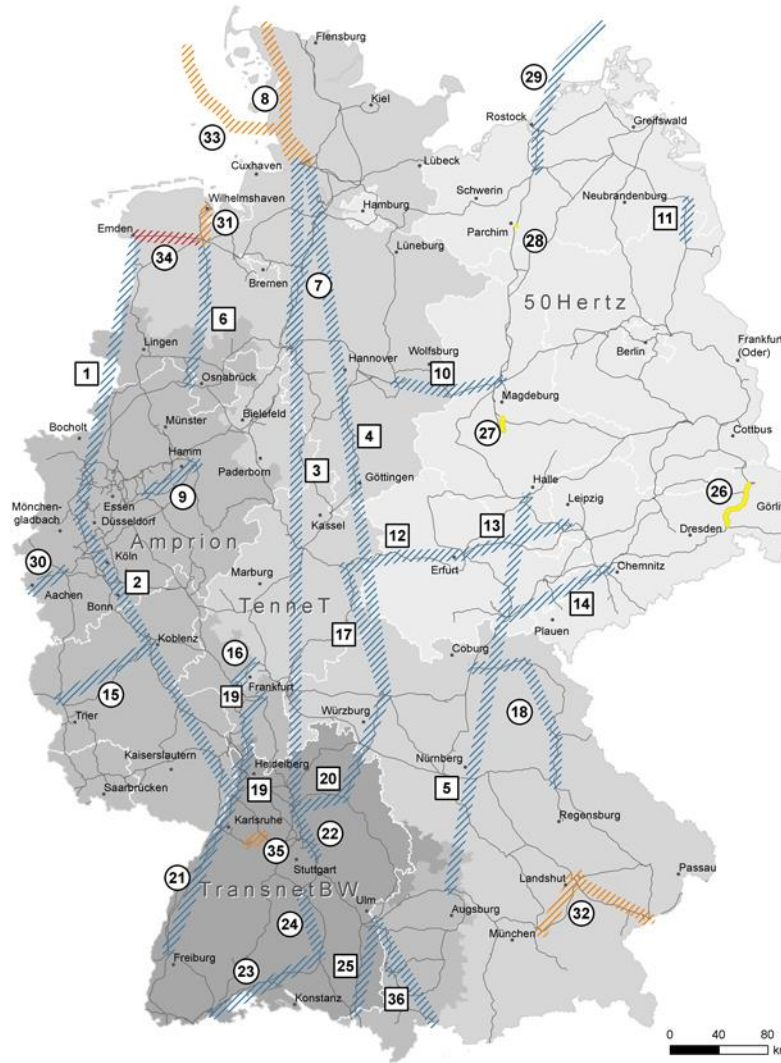 Flensburg
8
29
Kiel
33
Rostock
Greifswald
Cuxhaven
Lübeck
Wilhelmshaven
Schwerin
Neubrandenburg
11
Hamburg
Emden
31
Parchim
34
28
Lüneburg
Bremen
7
50Hertz
6
Lingen
Wolfsburg
Berlin
Frankfurt
(Oder)
Hannover
1
10
Osnabrück
Magdeburg
Bielefeld
Münster
27
Bocholt
4
Cottbus
Hamm
3
Paderborn
Göttingen
Halle
26
9
Essen
Leipzig
Mönchen-
gladbach
Düsseldorf
Kassel
13
Görli
Dresden
12
Amprion
Köln
Erfurt
30
Chemnitz
Marburg
2
Aachen
Bonn
TenneT
14
17
Plauen
Koblenz
16
Coburg
Frankfurt
15
19
18
Trier
Würzburg
Kaiserslautern
Heidelberg
Nürnberg
20
5
Saarbrücken
19
Karlsruhe
22
Regensburg
35
Stuttgart
21
Passau
TransnetBW
Landshut
Ulm
24
Augsburg
32
München
Freiburg
25
23
36
Konstanz
0 40 80
km